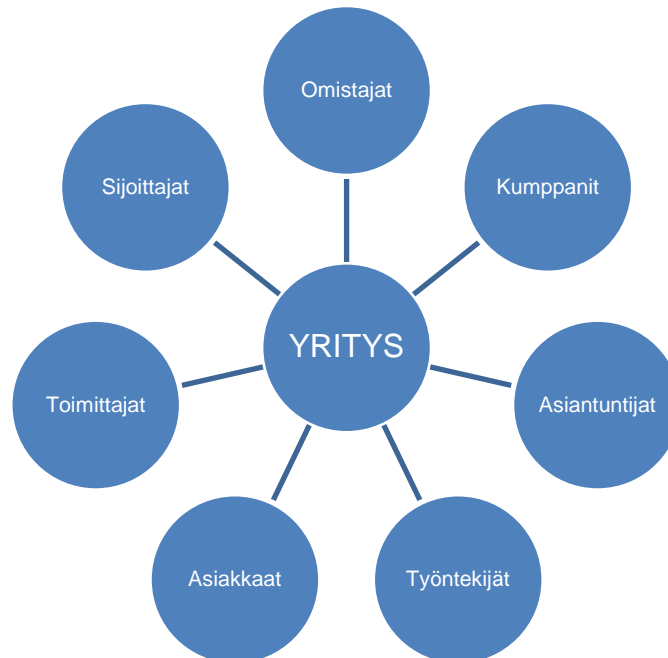 Omistajat
Sijoittajat
Kumppanit
YRITYS
Toimittajat
Asiantuntijat
Asiakkaat
Työntekijät